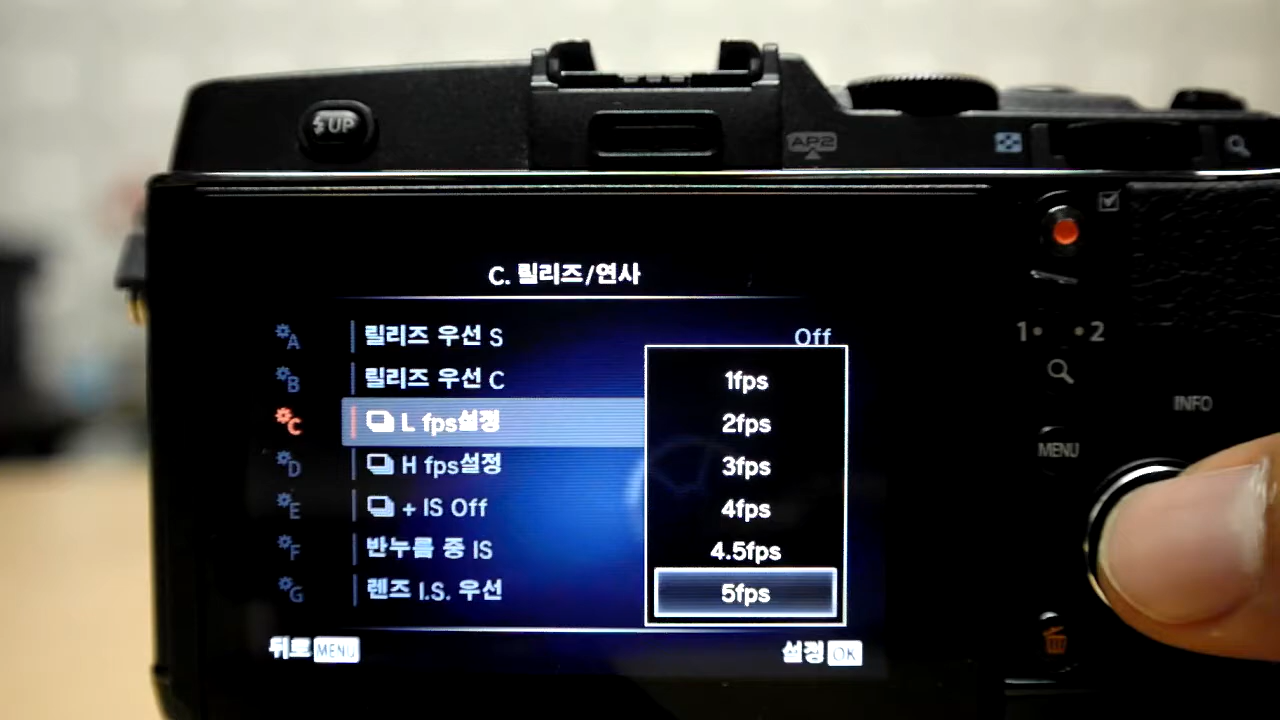 UP
AP2
C. 릴리즈/연사
A
릴리즈 우선 S
Off
B
릴리즈 우선 C
1fps
C
L fps설정
2fps
D
H fps설정
3fps
E
+ IS Off
4fps
F
반누름 중 IS
4.5fps
G
렌즈 I.S. 우선
5fps
뒤로 MENU
설정 OK
1
2
INFO
MENU